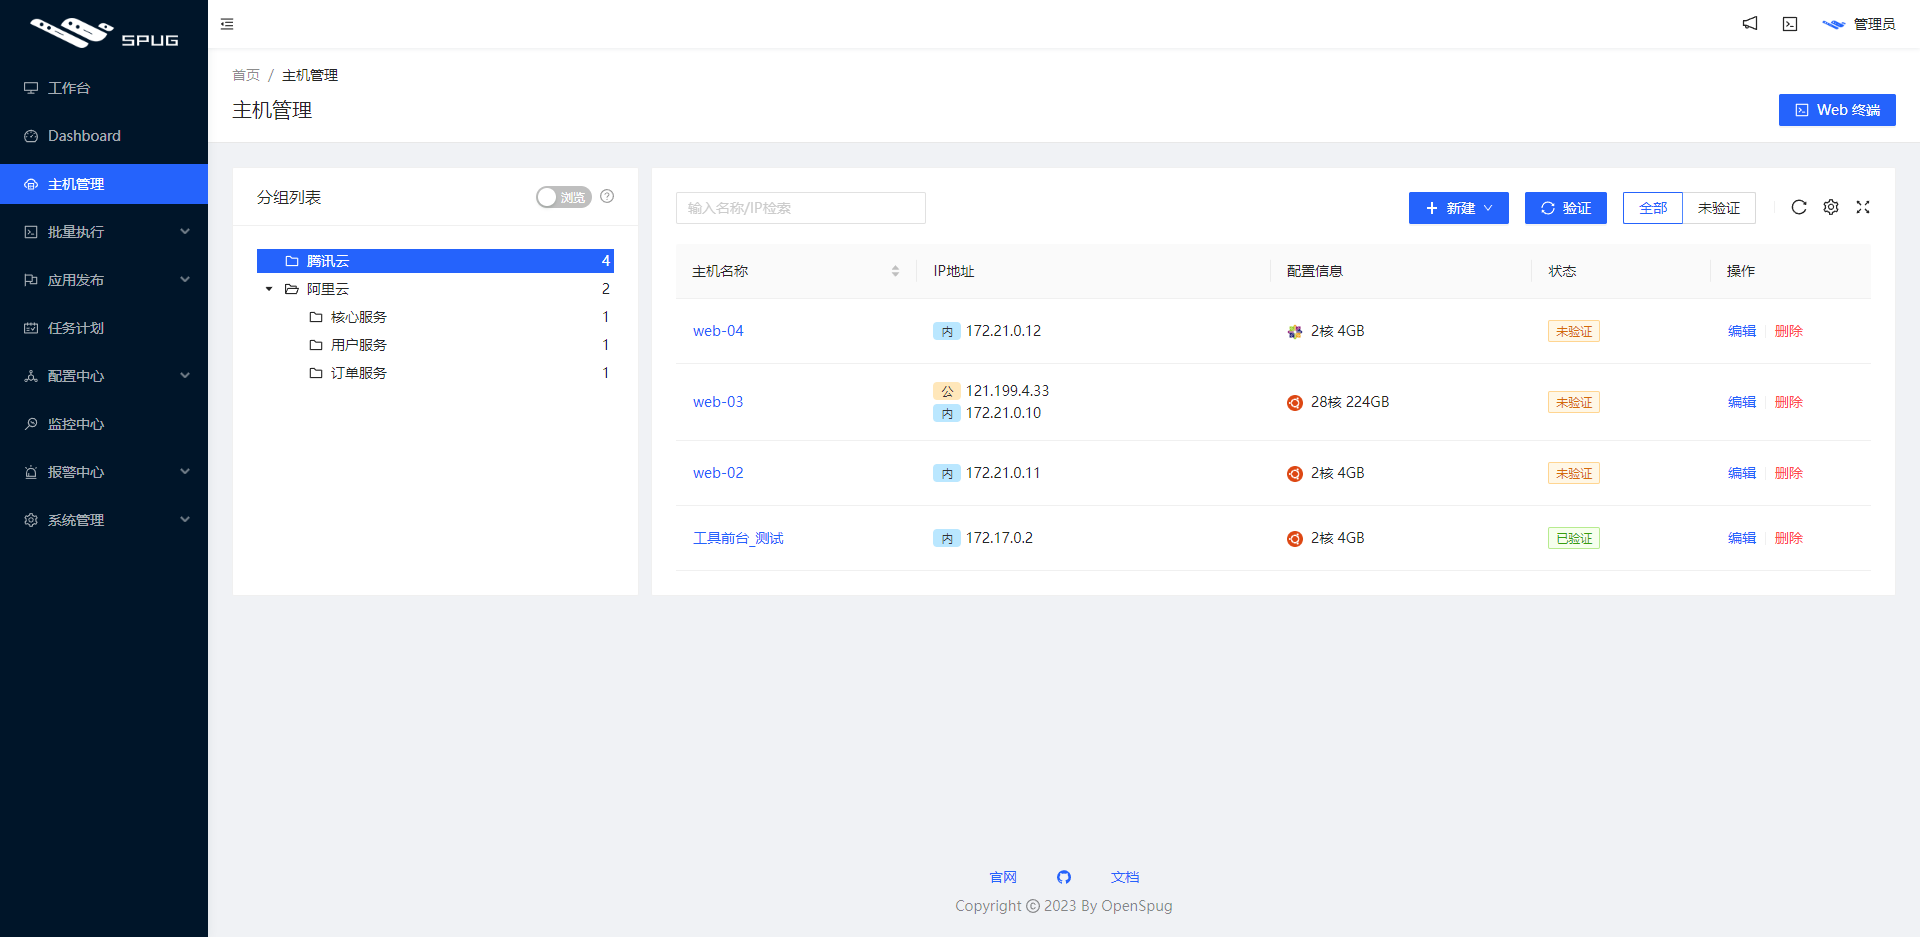 SPUG
工作台
Dashboard
主机管理
批量执行
应用发布
任务计划
配置中心
监控中心
报警中心
系统管理
管理员
首页 / 主机管理
主机管理
Web 终端
分组列表 浏览
腾讯云 4
阿里云 2
核心服务 1
用户服务 1
订单服务 1
输入名称/IP检索 新建 验证 全部 未验证
主机名称 IP地址 配置信息 状态 操作
web-04 内 172.21.0.12 2核 4GB 未验证 编辑 删除
公 121.199.4.33
web-03 内 172.21.0.10 28核 224GB 未验证 编辑 删除
web-02 内 172.21.0.11 2核 4GB 未验证 编辑 删除
工具前台_测试 内 172.17.0.2 2核 4GB 已验证 编辑 删除
官网 文档
Copyright © 2023 By OpenSpug